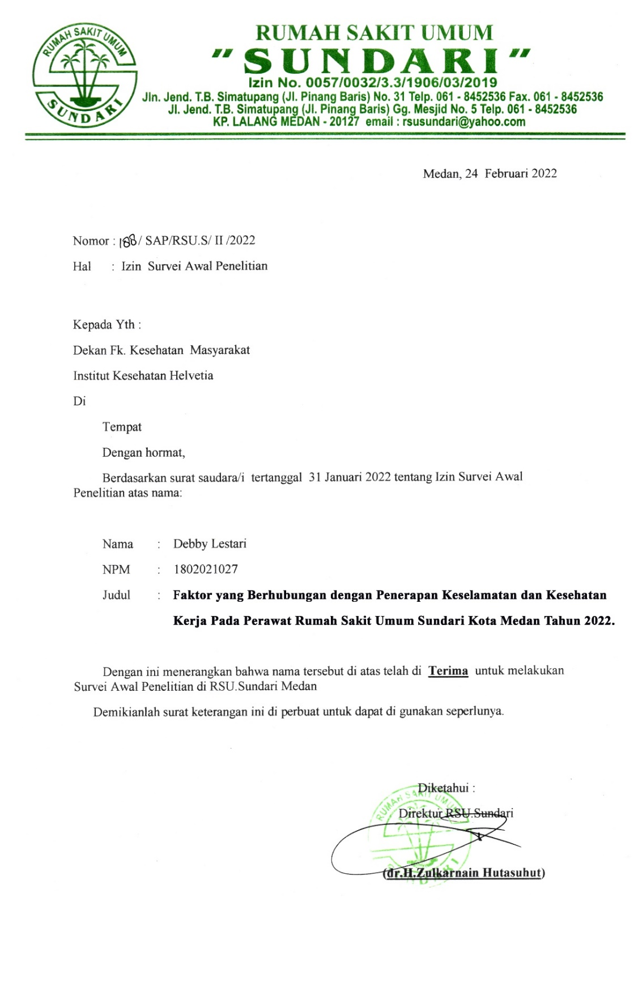 RUMAH SAKIT UMUM
SUNDARI
RUMAH SAKIT UMUM
"SUNDARI"
Izin No. 0057/0032/3.3/1906/03/2019
Jln. Jend. T.B. Simatupang (Jl. Pinang Baris) No. 31 Telp. 061 - 8452536 Fax. 061 - 8452536
Jl. Jend. T.B. Simatupang (Jl. Pinang Baris) Gg. Mesjid No. 5 Telp. 061 - 8452536
KP. LALANG MEDAN - 20127 email : rsusundari@yahoo.com
Medan, 24 Februari 2022
Nomor : 188/ SAP/RSU.S/ II /2022
Hal : Izin Survei Awal Penelitian
Kepada Yth :
Dekan Fk. Kesehatan Masyarakat
Institut Kesehatan Helvetia
Di
Tempat
Dengan hormat,
Berdasarkan surat saudara/i tertanggal 31 Januari 2022 tentang Izin Survei Awal
Penelitian atas nama:
Nama : Debby Lestari
NPM : 1802021027
Judul : Faktor yang Berhubungan dengan Penerapan Keselamatan dan Kesehatan
Kerja Pada Perawat Rumah Sakit Umum Sundari Kota Medan Tahun 2022.
Dengan ini menerangkan bahwa nama tersebut di atas telah di Terima untuk melakukan
Survei Awal Penelitian di RSU.Sundari Medan
Demikianlah surat keterangan ini di perbuat untuk dapat di gunakan seperlunya.
Diketahui :
RUMAH SAKIT UMUM
Direktur RSU.Sundari
SUNDARI
(dr.H.Zulkarnain Hutasuhut)